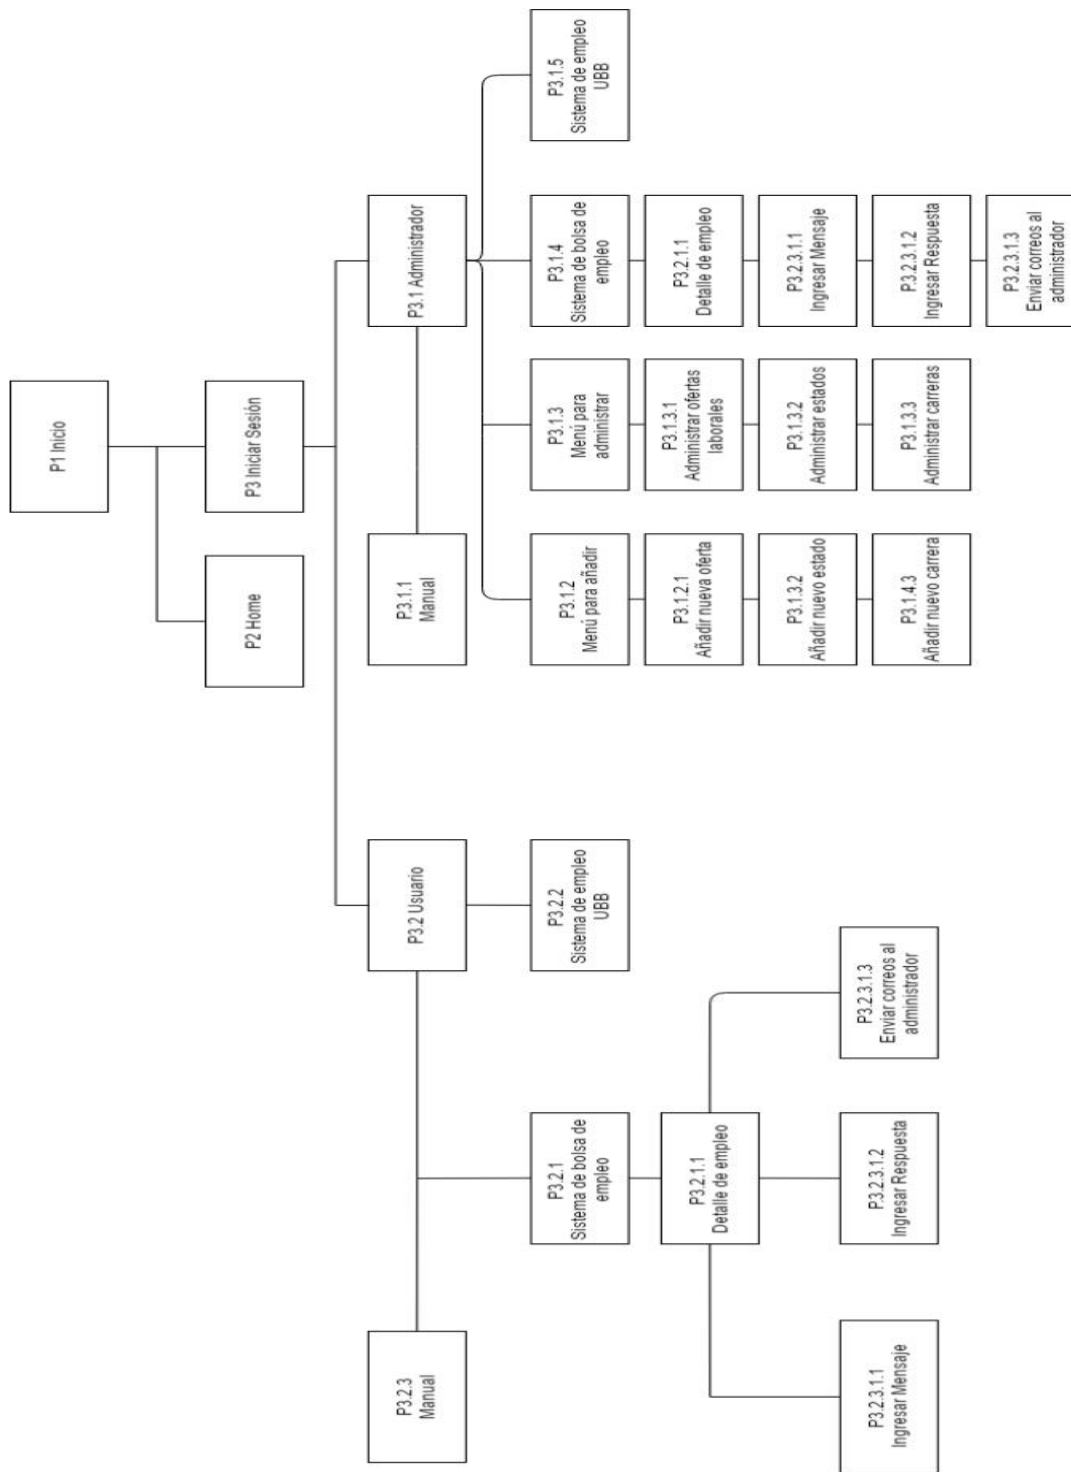 P1 Inicio
P2 Home
P3 Iniciar Sesión
P3.2.3
Manual
P3.2 Usuario
P.3.1.1
Manual
P3.1 Administrador
P3.2.1
Sistema de bolsa de
empleo
P3.2.2
Sistema de empleo
UBB
P3.1.2
Menú para añadir
P3.1.3
Menú para
administrar
P3.1.4
Sistema de bolsa de
empleo
P3.1.5
Sistema de empleo
UBB
P3.2.1.1
Detalle de empleo
P3.1.2.1
Añadir nueva oferta
P3.1.3.1
Administrar ofertas
laborales
P3.2.1.1
Detalle de empleo
P3.1.3.2
Añadir nuevo estado
P3.1.3.2
Administrar estados
P3.2.3.1.1
Ingresar Mensaje
P3.2.3.1.1
Ingresar Mensaje
P3.2.3.1.2
Ingresar Respuesta
P3.2.3.1.3
Enviar correos al
administrador
P3.1.4.3
Añadir nuevo carrera
P3.1.3.3
Administrar carreras
P3.2.3.1.2
Ingresar Respuesta
P3.2.3.1.3
Enviar correos al
administrador